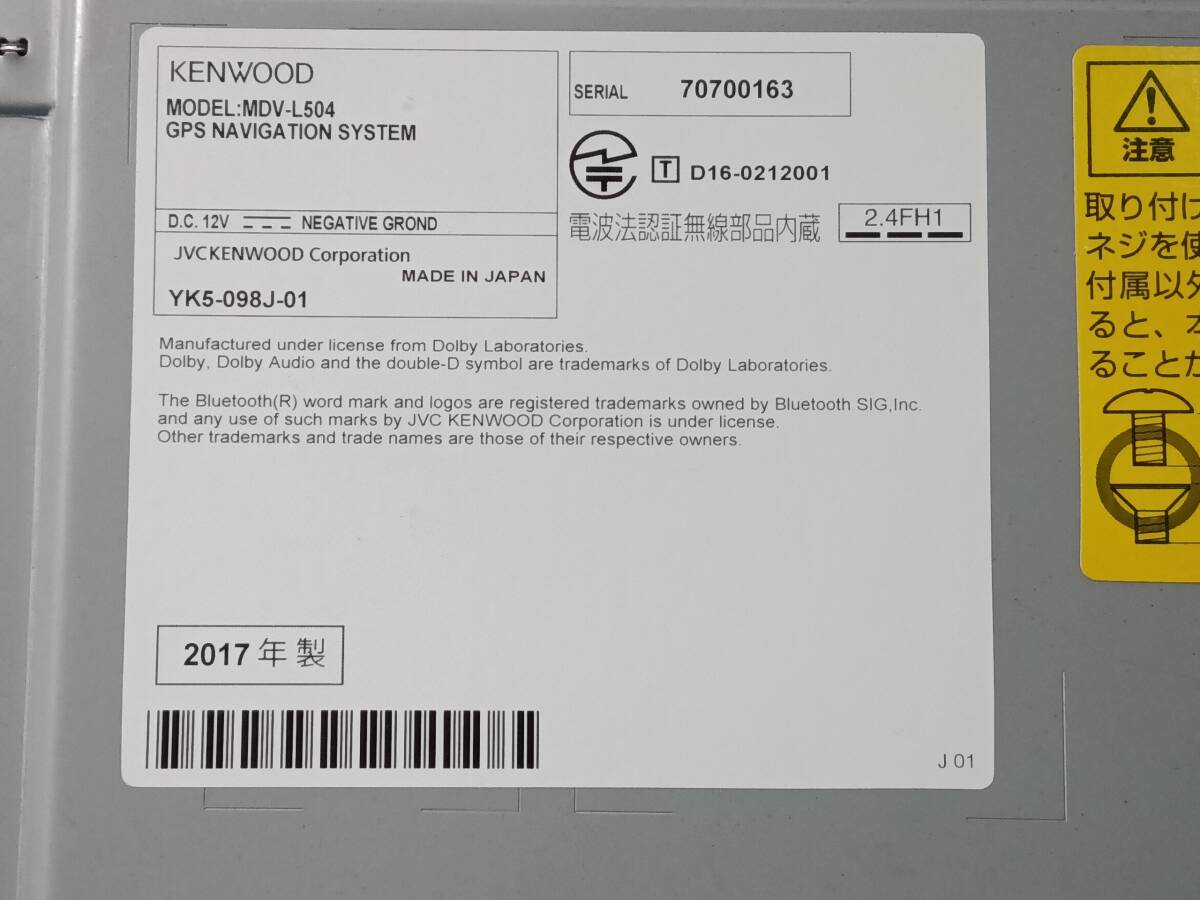 KENWOOD
MODEL:MDV-L504
GPS NAVIGATION SYSTEM
D.C. 12V NEGATIVE GROND
JVCKENWOOD Corporation
MADE IN JAPAN
YK5-098J-01
SERIAL 70700163
T D16-0212001
電波法認証無線部品内蔵 2.4FH1
Manufactured under license from Dolby Laboratories.
Dolby, Dolby Audio and the double-D symbol are trademarks of Dolby Laboratories.
The Bluetooth(R) word mark and logos are registered trademarks owned by Bluetooth SIG,Inc.
and any use of such marks by JVC KENWOOD Corporation is under license.
Other trademarks and trade names are those of their respective owners.
2017 年 製
J 01
注意
取り付け
ネジを使
付属以外
ると、本
ることが